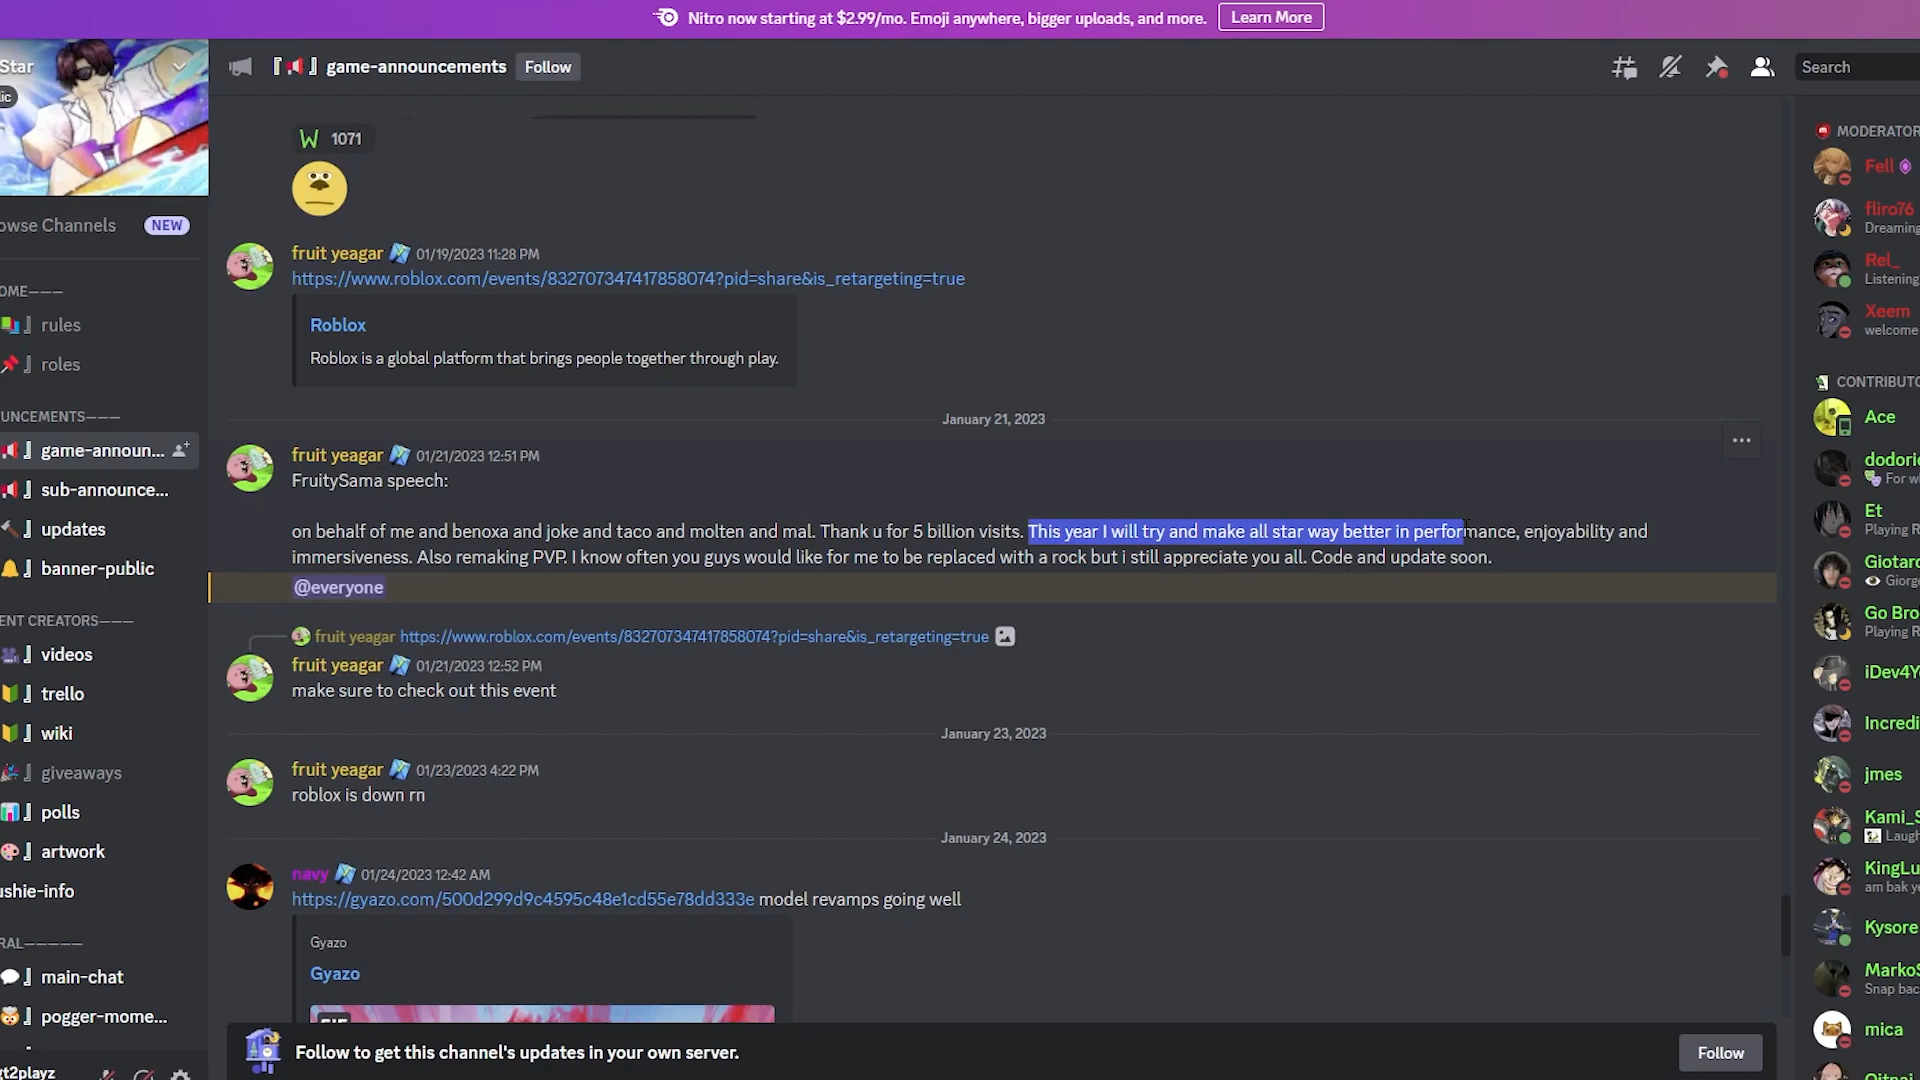 Nitro now starting at $2.99/mo. Emoji anywhere, bigger uploads, and more. Learn More
Star
ic
game-announcements Follow
Search
owse Channels NEW
OME
rules
roles
UNCEMENTS
game-announ...
sub-announce...
updates
banner-public
ENT CREATORS
videos
trello
wiki
giveaways
polls
artwork
ushie-info
RAL
main-chat
pogger-mome...
gt2playz
W 1071
fruit yeagar 01/19/2023 11:28 PM
https://www.roblox.com/events/832707347417858074?pid=share&is_retargeting=true
Roblox
Roblox is a global platform that brings people together through play.
January 21, 2023
fruit yeagar 01/21/2023 12:51 PM
FruitySama speech:
on behalf of me and benoxa and joke and taco and molten and mal. Thank u for 5 billion visits. This year I will try and make all star way better in performance, enjoyability and
immersiveness. Also remaking PVP. I know often you guys would like for me to be replaced with a rock but i still appreciate you all. Code and update soon.
@everyone
fruit yeagar https://www.roblox.com/events/832707347417858074?pid=share&is_retargeting=true
fruit yeagar 01/21/2023 12:52 PM
make sure to check out this event
January 23, 2023
fruit yeagar 01/23/2023 4:22 PM
roblox is down rn
January 24, 2023
navy 01/24/2023 12:42 AM
https://gyazo.com/500d299d9c4595c48e1cd55e78dd333e model revamps going well
Gyazo
Gyazo
Follow to get this channel's updates in your own server. Follow
MODERATOR
Fell
fliro76
Dreaming
Rel_
Listening
Xeem
welcome
CONTRIBUTO
Ace
dodoric
For wh
Et
Playing R
Giotaro
Giorge
Go Bro
Playing R
iDev4Y
Incredi
jmes
Kami_S
Laugh
KingLu
am bak ye
Kysore
MarkoS
Snap bac
mica